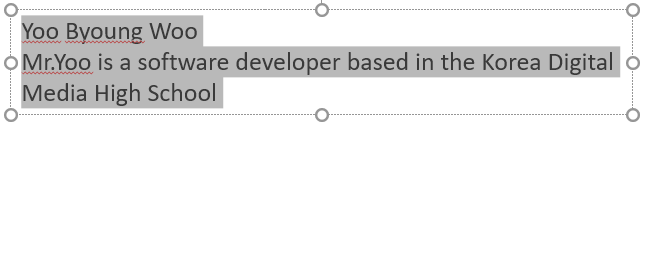 Yoo Byoung Woo
Mr.Yoo is a software developer based in the Korea Digital
Media High School